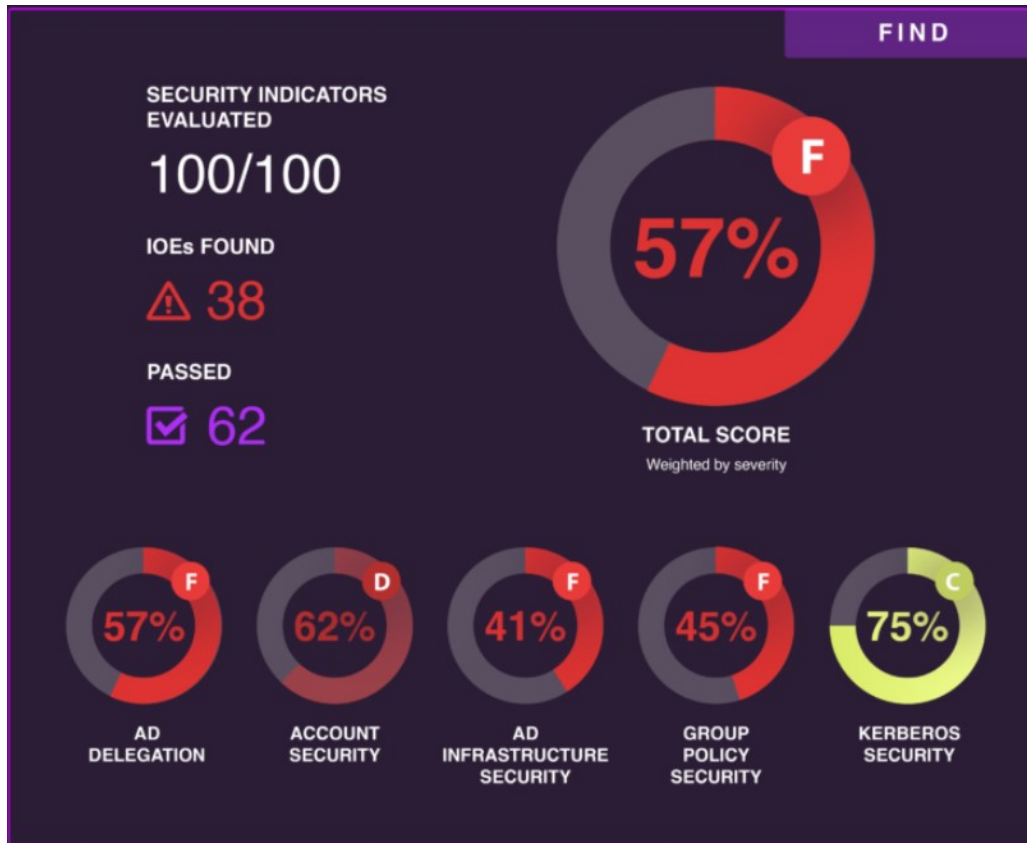 FIND
SECURITY INDICATORS
EVALUATED
100/100
IOEs FOUND
38
PASSED
62
F
57%
TOTAL SCORE
Weighted by severity
F
57%
AD
DELEGATION
D
62%
ACCOUNT
SECURITY
F
41%
AD
INFRASTRUCTURE
SECURITY
F
45%
GROUP
POLICY
SECURITY
C
75%
KERBEROS
SECURITY